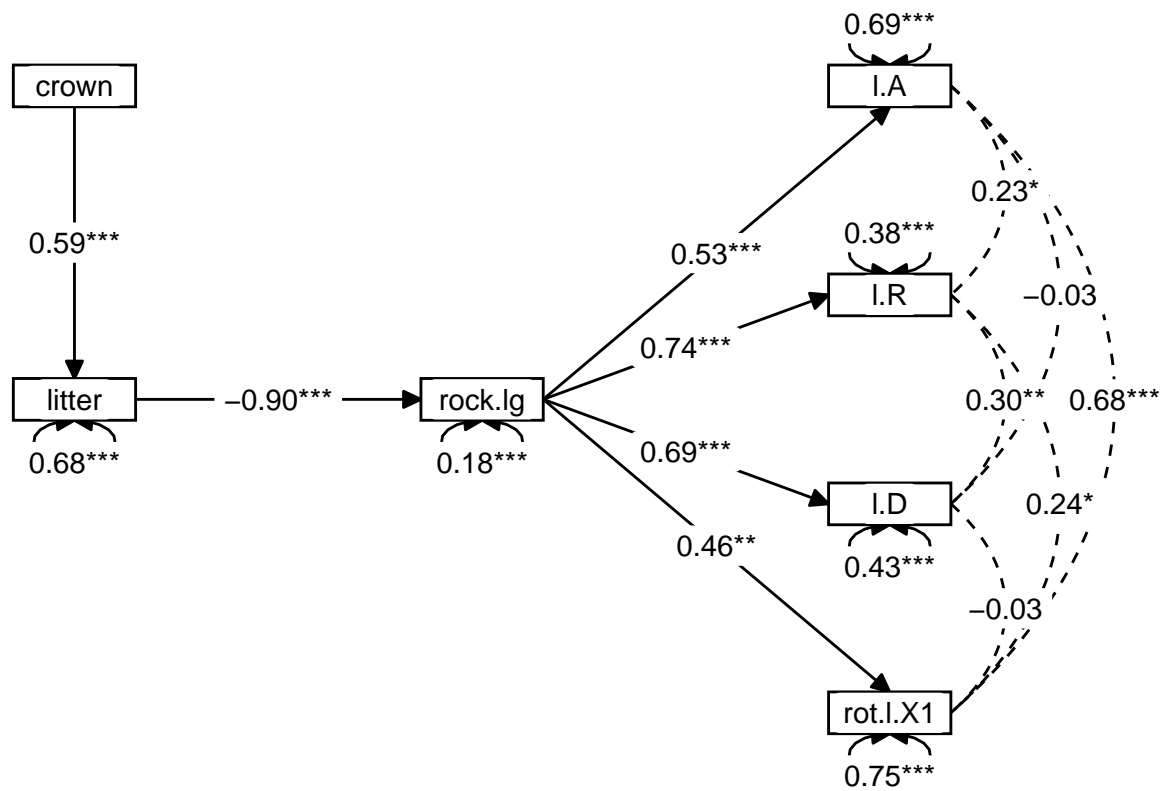 0.69***
crown
l.A
0.23*
0.59***
0.38***
0.53***
l.R
−0.03
0.74***
litter
−0.90***
rock.lg
0.30**
0.68***
0.68***
0.18***
0.69***
l.D
0.24*
0.46**
0.43***
−0.03
rot.l.X1
0.75***